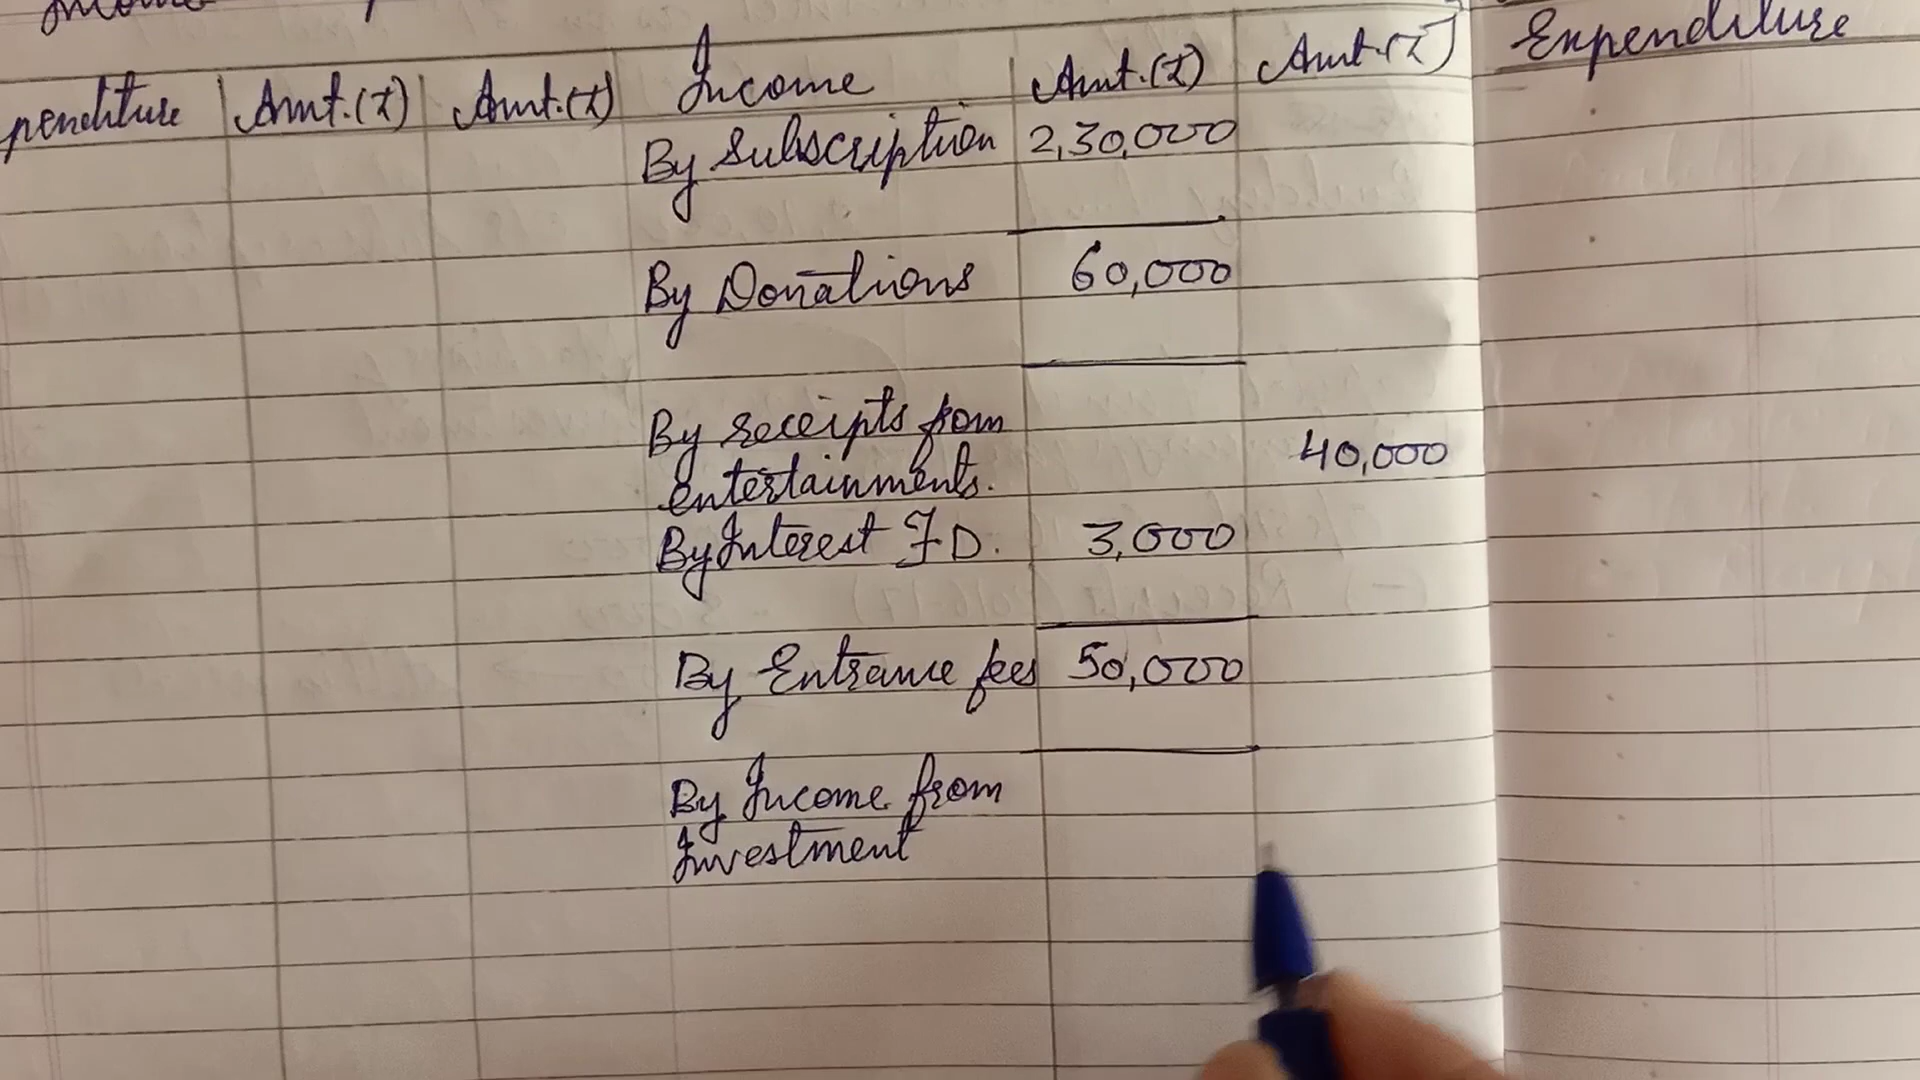 Income
penditure Amt.(₹) Amt.(₹) Income Amt.(₹) Amt.(₹) Expenditure
By Subscription 2,30,000
By Donations 60,000
By receipts from
entertainments. 40,000
By Interest F.D. 3,000
By Entrance fees 50,000
By Income from
Investment